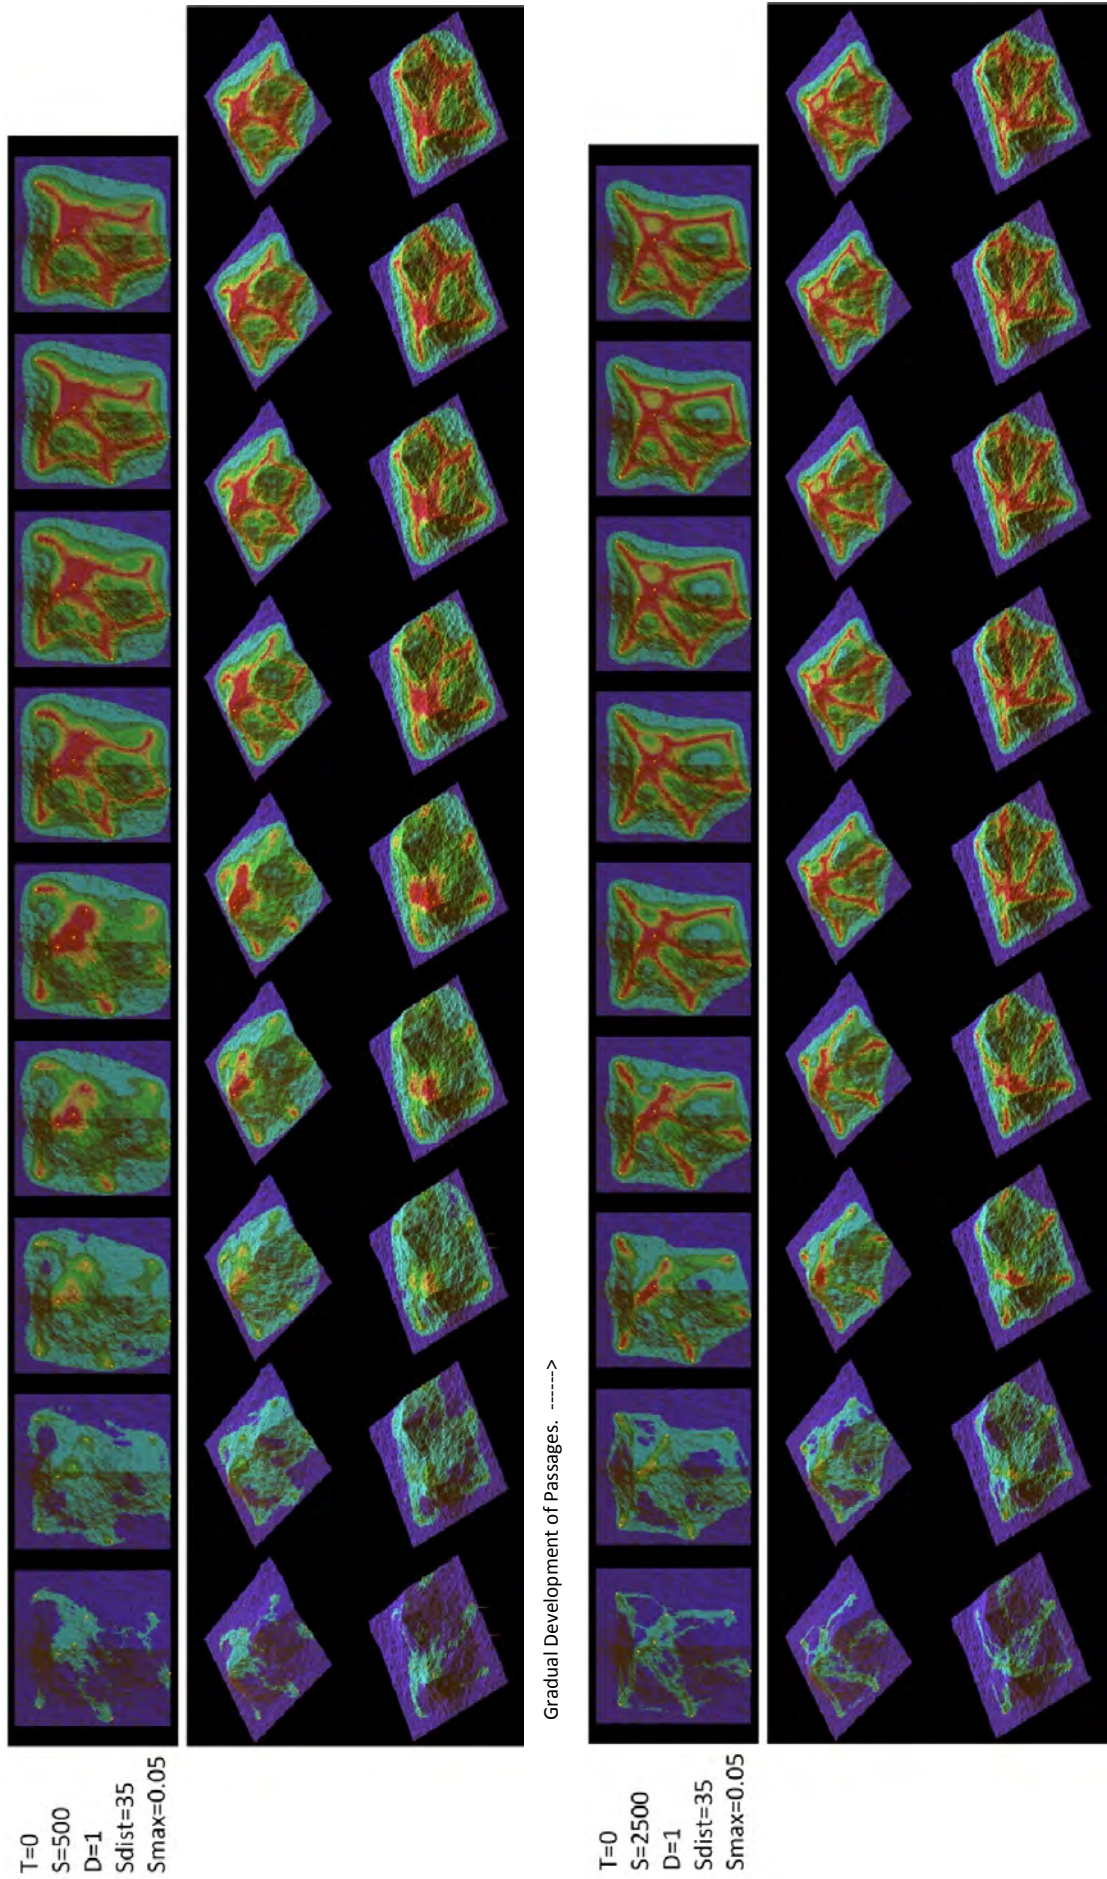 T=0
S=500
D=1
Sdist=35
Smax=0.05
Gradual Development of Passages. ------>
T=0
S=2500
D=1
Sdist=35
Smax=0.05